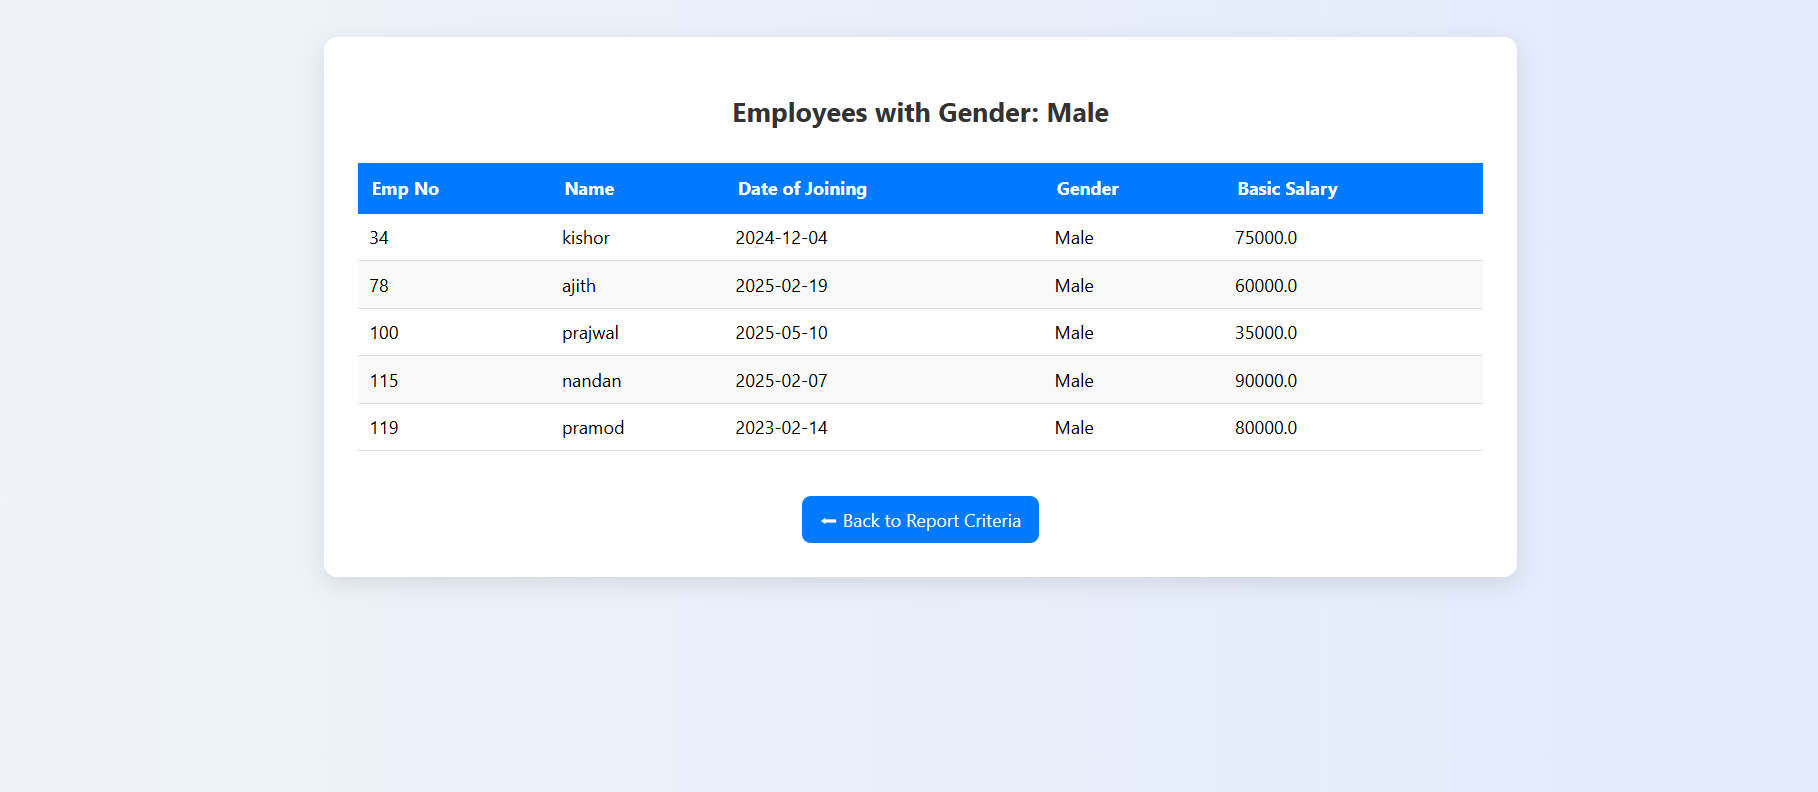 Employees with Gender: Male
Emp No Name Date of Joining Gender Basic Salary
34 kishor 2024-12-04 Male 75000.0
78 ajith 2025-02-19 Male 60000.0
100 prajwal 2025-05-10 Male 35000.0
115 nandan 2025-02-07 Male 90000.0
119 pramod 2023-02-14 Male 80000.0
⬅ Back to Report Criteria